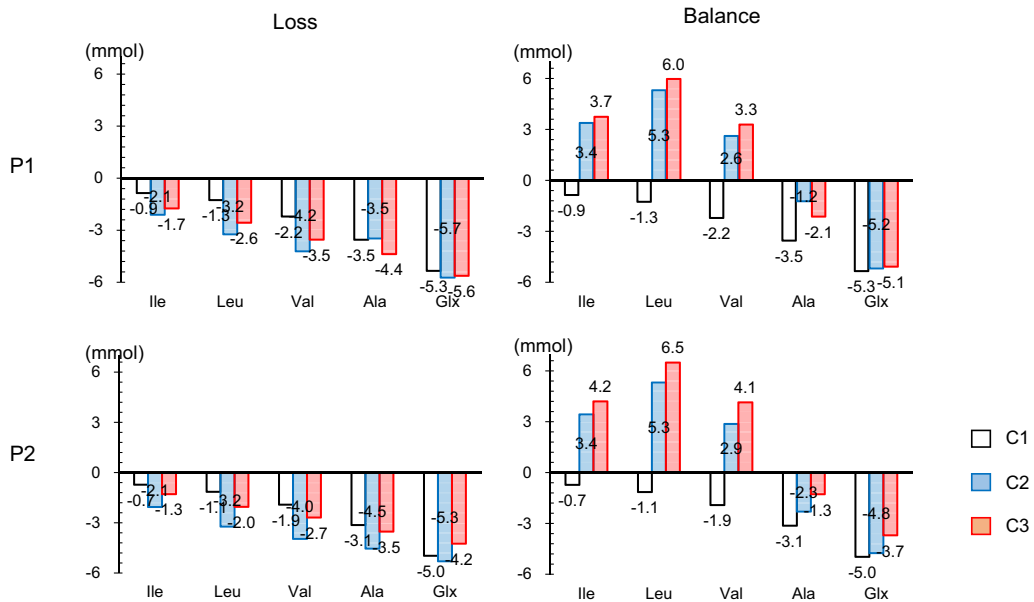 Loss
Balance
P1
(mmol)
6
3
0
-3
-6
-0.9 -2.1 -1.7
-1.3 -3.2 -2.6
-2.2 -4.2 -3.5
-3.5 -3.5 -4.4
-5.3 -5.7 -5.6
Ile Leu Val Ala Glx
(mmol)
6
3
0
-3
-6
-0.9 3.4 3.7
-1.3 5.3 6.0
-2.2 2.6 3.3
-3.5 -1.2 -2.1
-5.3 -5.2 -5.1
Ile Leu Val Ala Glx
P2
(mmol)
6
3
0
-3
-6
-0.7 -2.1 -1.3
-1.1 -3.2 -2.0
-1.9 -4.0 -2.7
-3.1 -4.5 -3.5
-5.0 -5.3 -4.2
Ile Leu Val Ala Glx
(mmol)
6
3
0
-3
-6
-0.7 3.4 4.2
-1.1 5.3 6.5
-1.9 2.9 4.1
-3.1 -2.3 -1.3
-5.0 -4.8 -3.7
Ile Leu Val Ala Glx
C1
C2
C3